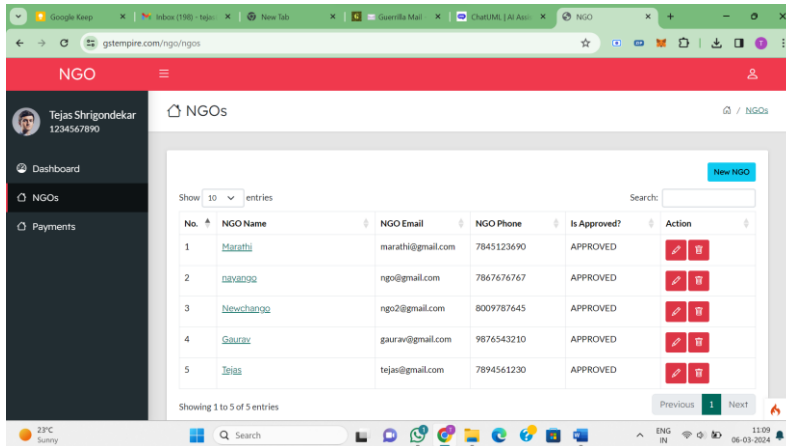 Google Keep
Inbox (198) - tejas
New Tab
Guerrilla Mail
ChatUML | AI Assis
NGO
gstempire.com/ngo/ngos
T
NGO
Tejas Shrigondekar
1234567890
NGOs
/ NGOs
Dashboard
NGOs
Payments
New NGO
Show 10 entries
Search:
No. NGO Name NGO Email NGO Phone Is Approved? Action
1 Marathi marathi@gmail.com 7845123690 APPROVED
2 nayango ngo@gmail.com 7867676767 APPROVED
3 Newchango ngo2@gmail.com 8009787645 APPROVED
4 Gaurav gaurav@gmail.com 9876543210 APPROVED
5 Tejas tejas@gmail.com 7894561230 APPROVED
Showing 1 to 5 of 5 entries
Previous 1 Next
23°C
Sunny
Search
ENG
IN
11:09
06-03-2024